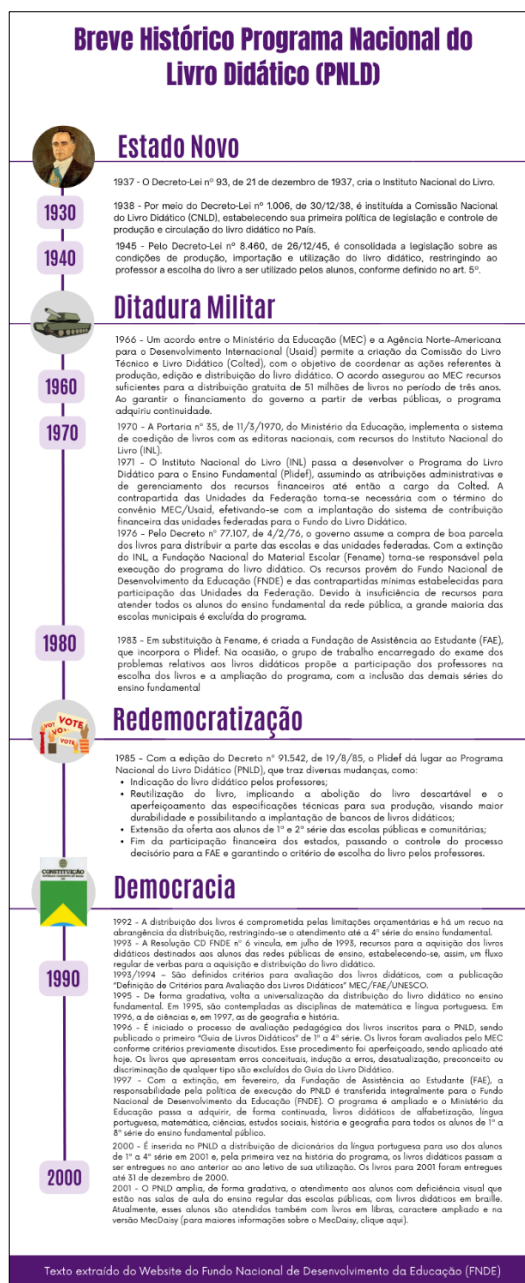 Breve Histórico Programa Nacional do
Livro Didático (PNLD)
Estado Novo
1937 - O Decreto-Lei nº 93, de 21 de dezembro de 1937, cria o Instituto Nacional do Livro.
1930
1938 - Por meio do Decreto-Lei nº 1.006, de 30/12/38, é instituída a Comissão Nacional
do Livro Didático (CNLD), estabelecendo sua primeira política de legislação e controle de
produção e circulação do livro didático no País.
1940
1945 - Pelo Decreto-Lei nº 8.460, de 26/12/45, é consolidada a legislação sobre as
condições de produção, importação e utilização do livro didático, restringindo ao
professor a escolha do livro a ser utilizado pelos alunos, conforme definido no art. 5º.
Ditadura Militar
1966 - Um acordo entre o Ministério da Educação (MEC) e a Agência Norte-Americana
para o Desenvolvimento Internacional (Usaid) permite a criação da Comissão do Livro
Técnico e Livro Didático (Colted), com o objetivo de coordenar as ações referentes à
produção, edição e distribuição do livro didático. O acordo assegurou ao MEC recursos
suficientes para a distribuição gratuita de 51 milhões de livros no período de três anos.
Ao garantir o financiamento do governo a partir de verbas públicas, o programa
adquiriu continuidade.
1960
1970
1970 - A Portaria nº 35, de 11/3/1970, do Ministério da Educação, implementa o sistema
de coedição de livros com as editoras nacionais, com recursos do Instituto Nacional do
Livro (INL).
1971 - O Instituto Nacional do Livro (INL) passa a desenvolver o Programa do Livro
Didático para o Ensino Fundamental (Plidef), assumindo as atribuições administrativas e
de gerenciamento dos recursos financeiros até então a cargo da Colted. A
contrapartida das Unidades da Federação torna-se necessária com o término do
convênio MEC/Usaid, efetivando-se com a implantação do sistema de contribuição
financeira das unidades federadas para o Fundo do Livro Didático.
1976 - Pelo Decreto nº 77.107, de 4/2/76, o governo assume a compra de boa parcela
dos livros para distribuir a parte das escolas e das unidades federadas. Com a extinção
do INL, a Fundação Nacional do Material Escolar (Fename) torna-se responsável pela
execução do programa do livro didático. Os recursos provêm do Fundo Nacional de
Desenvolvimento da Educação (FNDE) e das contrapartidas mínimas estabelecidas para
participação das Unidades da Federação. Devido à insuficiência de recursos para
atender todos os alunos do ensino fundamental da rede pública, a grande maioria das
escolas municipais é excluída do programa.
1980
1983 - Em substituição à Fename, é criada a Fundação de Assistência ao Estudante (FAE),
que incorpora o Plidef. Na ocasião, o grupo de trabalho encarregado do exame dos
problemas relativos aos livros didáticos propõe a participação dos professores na
escolha dos livros e a ampliação do programa, com a inclusão das demais séries do
ensino fundamental
VOTE
Redemocratização
1985 - Com a edição do Decreto nº 91.542, de 19/8/85, o Plidef dá lugar ao Programa
Nacional do Livro Didático (PNLD), que traz diversas mudanças, como:
• Indicação do livro didático pelos professores;
• Reutilização do livro, implicando a abolição do livro descartável e o
aperfeiçoamento das especificações técnicas para sua produção, visando maior
durabilidade e possibilitando a implantação de bancos de livros didáticos;
• Extensão da oferta aos alunos de 1ª e 2ª série das escolas públicas e comunitárias;
• Fim da participação financeira dos estados, passando o controle do processo
decisório para a FAE e garantindo o critério de escolha do livro pelos professores.
CONSTITUIÇÃO
Democracia
1992 - A distribuição dos livros é comprometida pelas limitações orçamentárias e há um recuo na
abrangência da distribuição, restringindo-se o atendimento até a 4ª série do ensino fundamental.
1990
1993 - A Resolução CD FNDE nº 6 vincula, em julho de 1993, recursos para a aquisição dos livros
didáticos destinados aos alunos das redes públicas de ensino, estabelecendo-se, assim, um fluxo
regular de verbas para a aquisição e distribuição do livro didático.
1993/1994 - São definidos critérios para avaliação dos livros didáticos, com a publicação
"Definição de Critérios para Avaliação dos Livros Didáticos" MEC/FAE/UNESCO.
1995 - De forma gradativa, volta a universalização da distribuição do livro didático no ensino
fundamental. Em 1995, são contempladas as disciplinas de matemática e língua portuguesa. Em
1996, a de ciências e, em 1997, as de geografia e história.
1996 - É iniciado o processo de avaliação pedagógica dos livros inscritos para o PNLD, sendo
publicado o primeiro "Guia de Livros Didáticos" de 1ª a 4ª série. Os livros foram avaliados pelo MEC
conforme critérios previamente discutidos. Esse procedimento foi aperfeiçoado, sendo aplicado até
hoje. Os livros que apresentam erros conceituais, indução a erros, desatualização, preconceito ou
discriminação de qualquer tipo são excluídos do Guia do Livro Didático.
1997 - Com a extinção, em fevereiro, da Fundação de Assistência ao Estudante (FAE), a
responsabilidade pela política de execução do PNLD é transferida integralmente para o Fundo
Nacional de Desenvolvimento da Educação (FNDE). O programa é ampliado e o Ministério da
Educação passa a adquirir, de forma continuada, livros didáticos de alfabetização, língua
portuguesa, matemática, ciências, estudos sociais, história e geografia para todos os alunos de 1ª a
8ª série do ensino fundamental público.
2000
2000 - É inserida no PNLD a distribuição de dicionários da língua portuguesa para uso dos alunos
de 1ª a 4ª série em 2001 e, pela primeira vez na história do programa, os livros didáticos passam a
ser entregues no ano anterior ao ano letivo de sua utilização. Os livros para 2001 foram entregues
até 31 de dezembro de 2000.
2001 - O PNLD amplia, de forma gradativa, o atendimento aos alunos com deficiência visual que
estão nas salas de aula do ensino regular das escolas públicas, com livros didáticos em braille.
Atualmente, esses alunos são atendidos também com livros em libras, caractere ampliado e na
versão MecDaisy (para maiores informações sobre o MecDaisy, clique aqui).
Texto extraído do Website do Fundo Nacional de Desenvolvimento da Educação (FNDE)